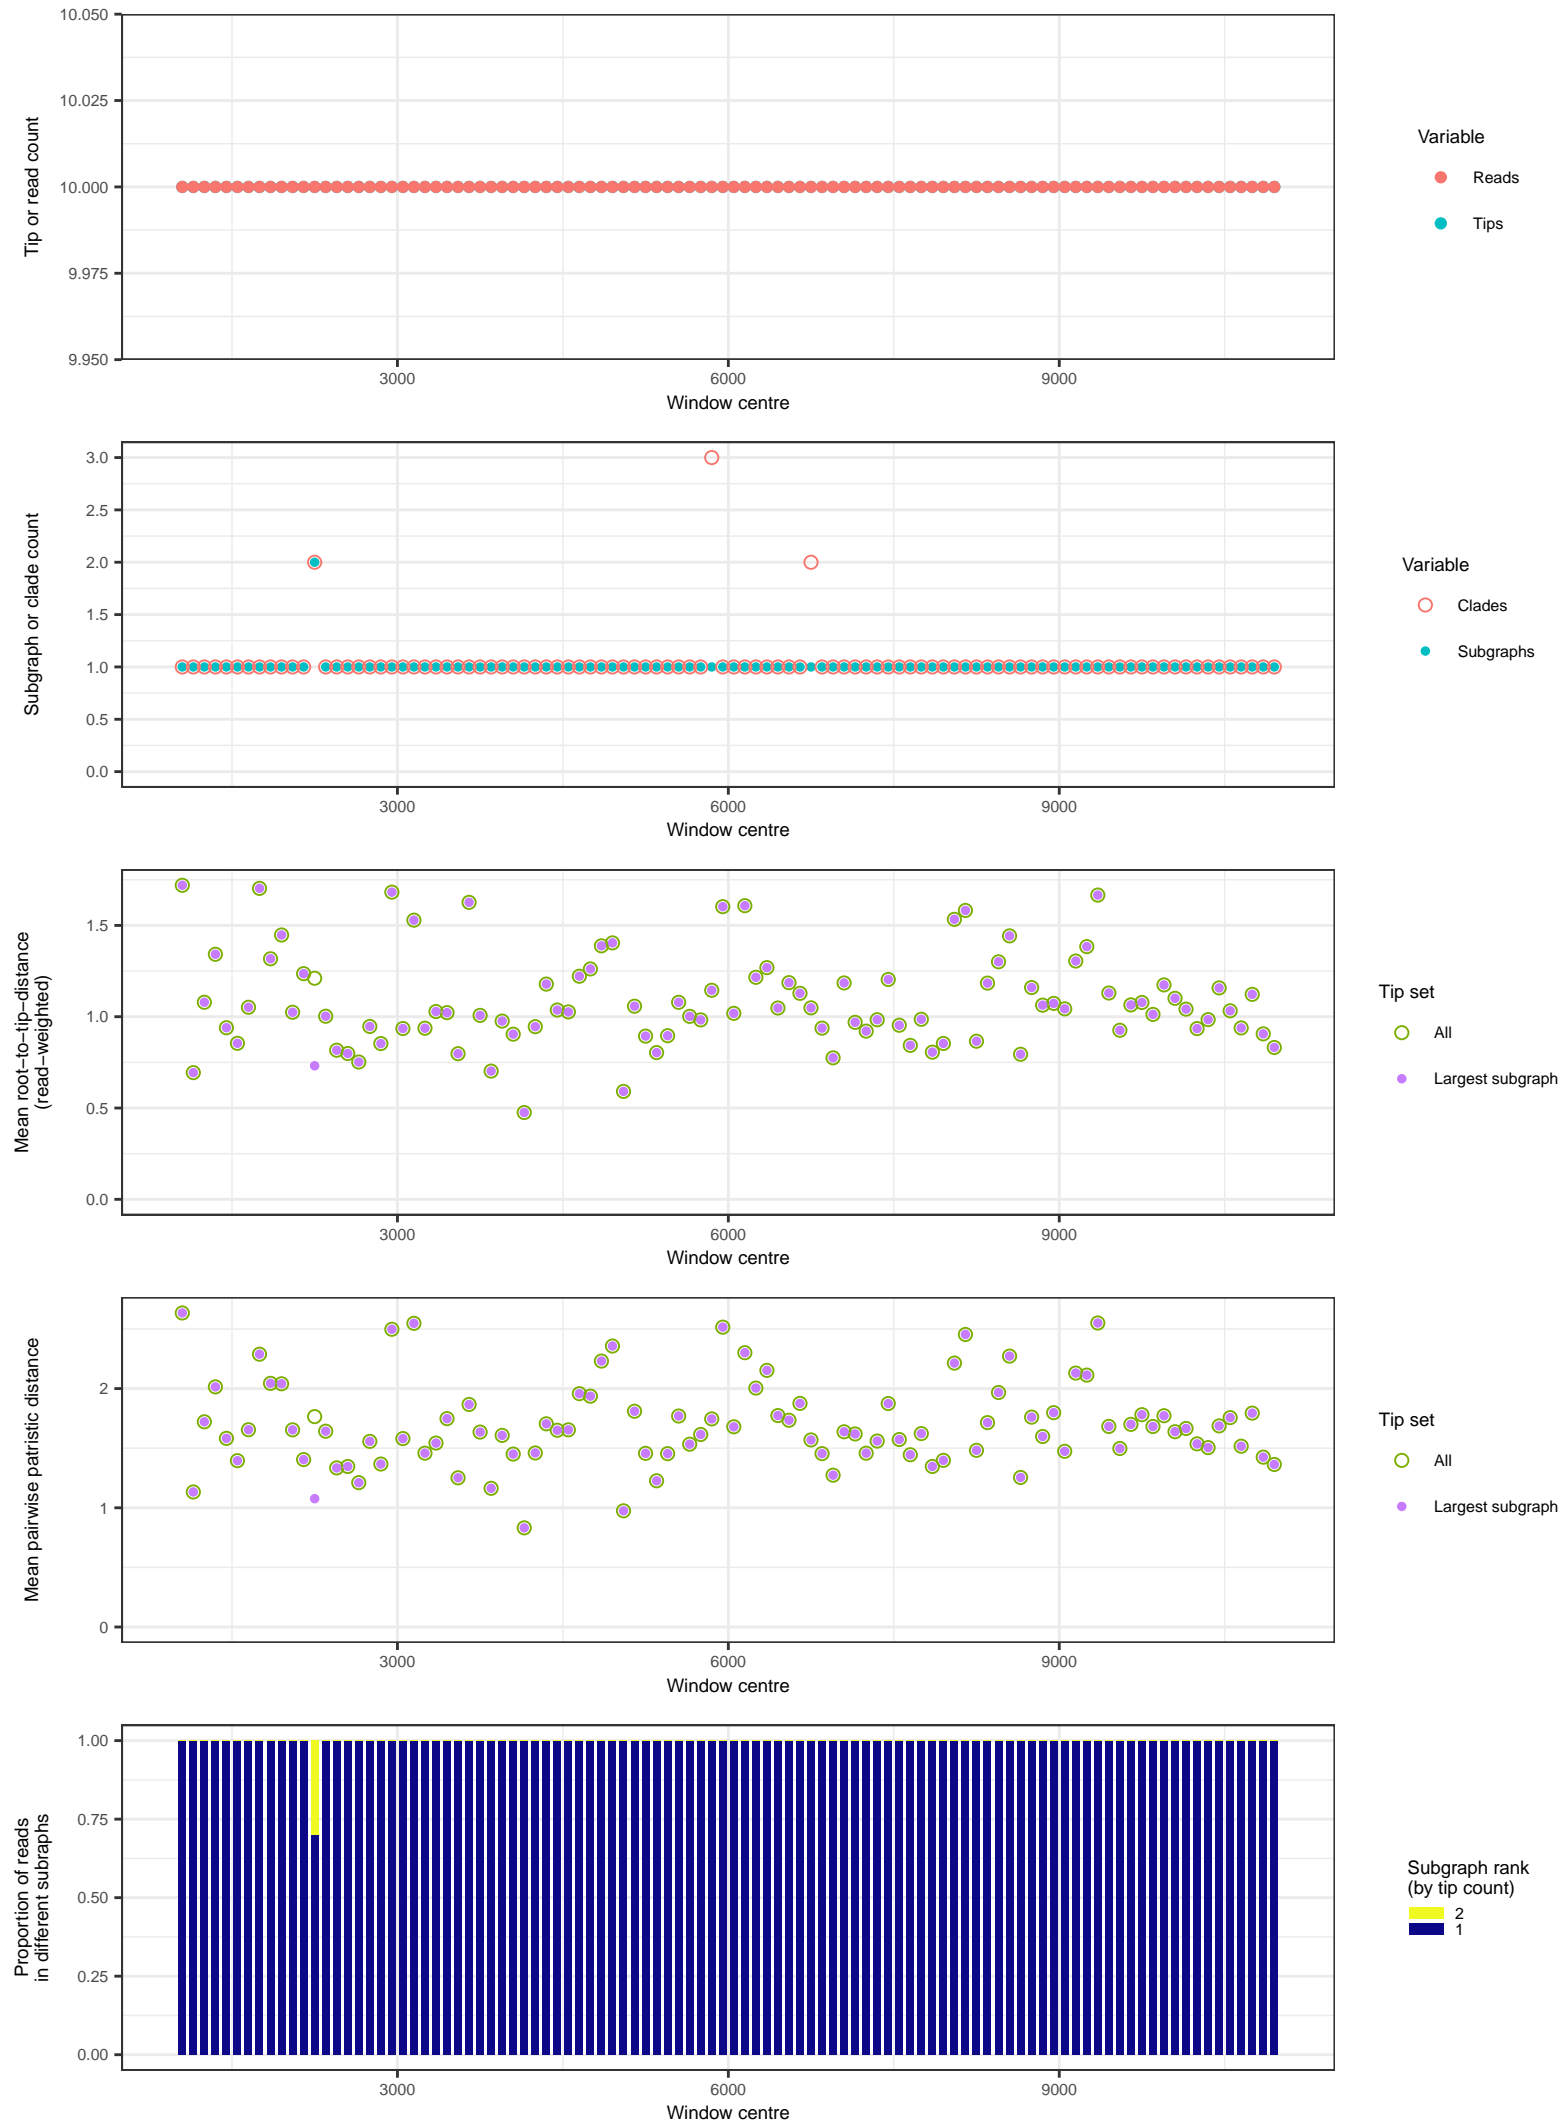 10.050
10.025
10.000
9.975
9.950
Tip or read count
3000
6000
9000
Window centre
Variable
Reads
Tips
3.0
2.5
2.0
1.5
1.0
0.5
0.0
Subgraph or clade count
3000
6000
9000
Window centre
Variable
Clades
Subgraphs
1.5
1.0
0.5
0.0
Mean root−to−tip−distance
(read−weighted)
3000
6000
9000
Window centre
Tip set
All
Largest subgraph
2
1
0
Mean pairwise patristic distance
3000
6000
9000
Window centre
Tip set
All
Largest subgraph
1.00
0.75
0.50
0.25
0.00
Proportion of reads
in different subraphs
3000
6000
9000
Window centre
Subgraph rank
(by tip count)
2
1